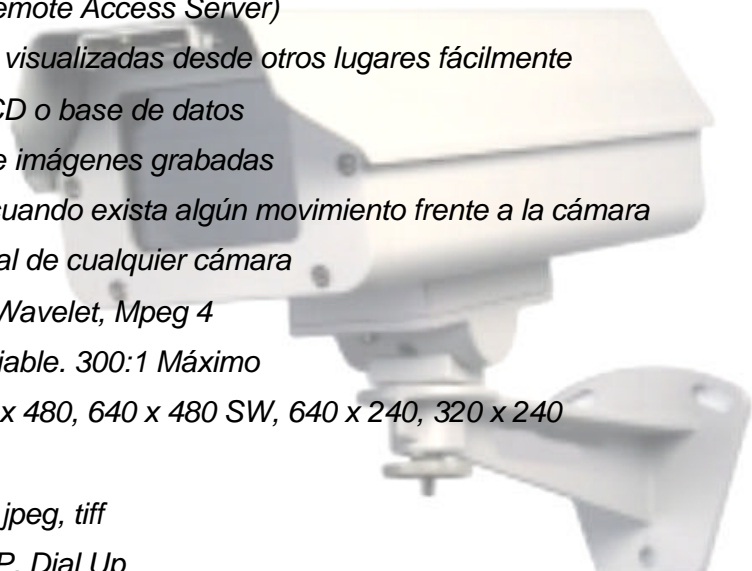 emote Access Server)
visualizadas desde otros lugares fácilmente
CD o base de datos
e imágenes grabadas
cuando exista algún movimiento frente a la cámara
al de cualquier cámara
Wavelet, Mpeg 4
iable. 300:1 Máximo
x 480, 640 x 480 SW, 640 x 240, 320 x 240
jpeg, tiff
P, Dial Up